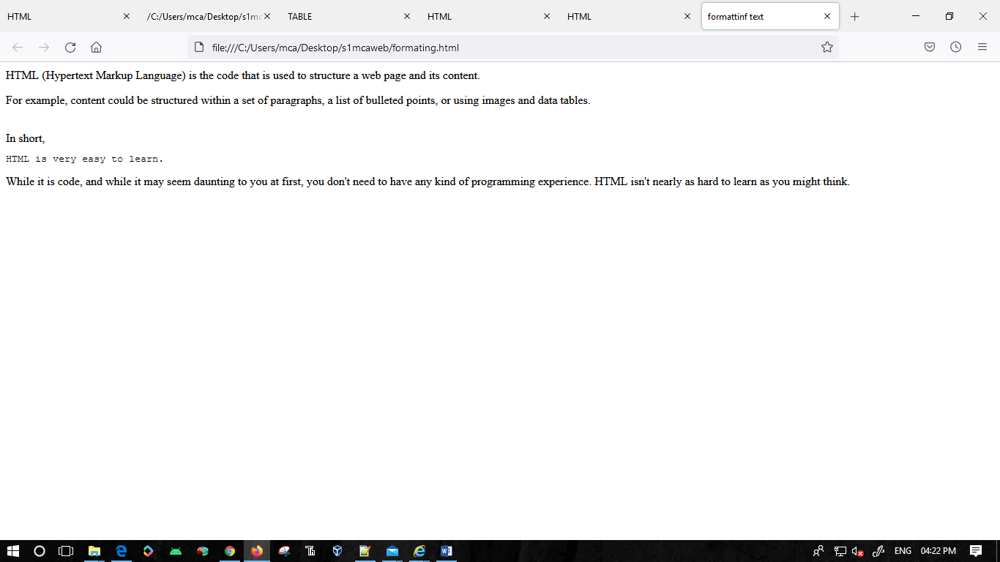 HTML
/C:/Users/mca/Desktop/s1mc
TABLE
HTML
HTML
formattinf text
file:///C:/Users/mca/Desktop/s1mcaweb/formating.html
HTML (Hypertext Markup Language) is the code that is used to structure a web page and its content.
For example, content could be structured within a set of paragraphs, a list of bulleted points, or using images and data tables.
In short,
HTML is very easy to learn.
While it is code, and while it may seem daunting to you at first, you don't need to have any kind of programming experience. HTML isn't nearly as hard to learn as you might think.
ENG
04:22 PM